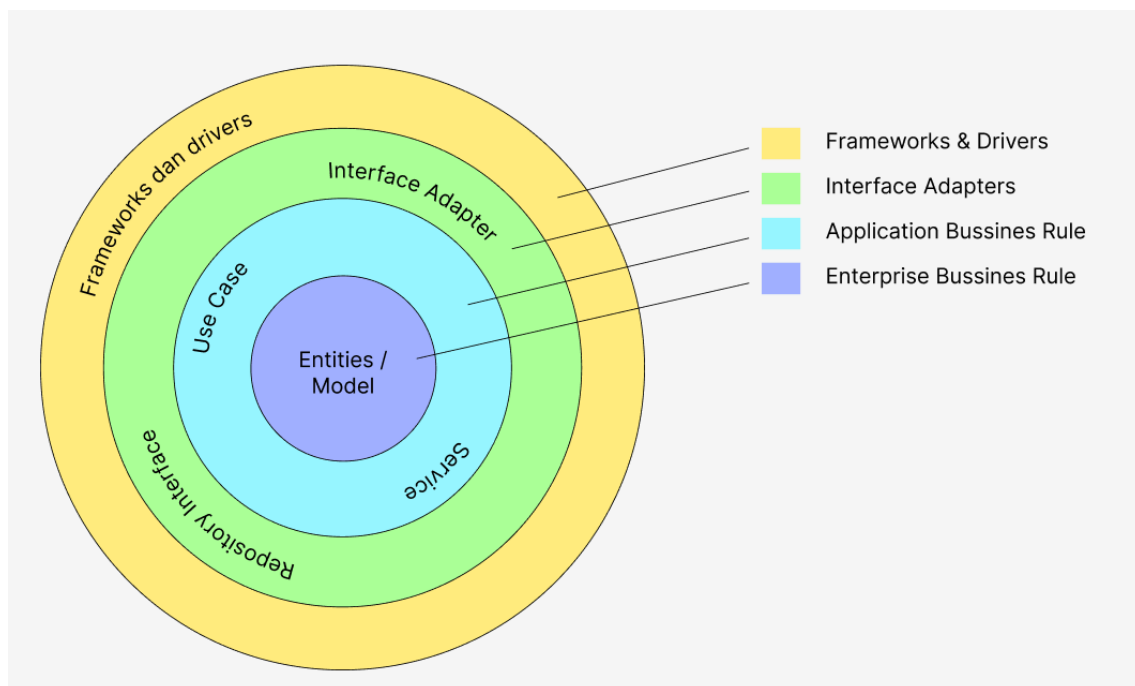 Frameworks dan drivers
Interface Adapter
Use Case
Entities /
Model
Service
Repository Interface
Frameworks & Drivers
Interface Adapters
Application Bussines Rule
Enterprise Bussines Rule